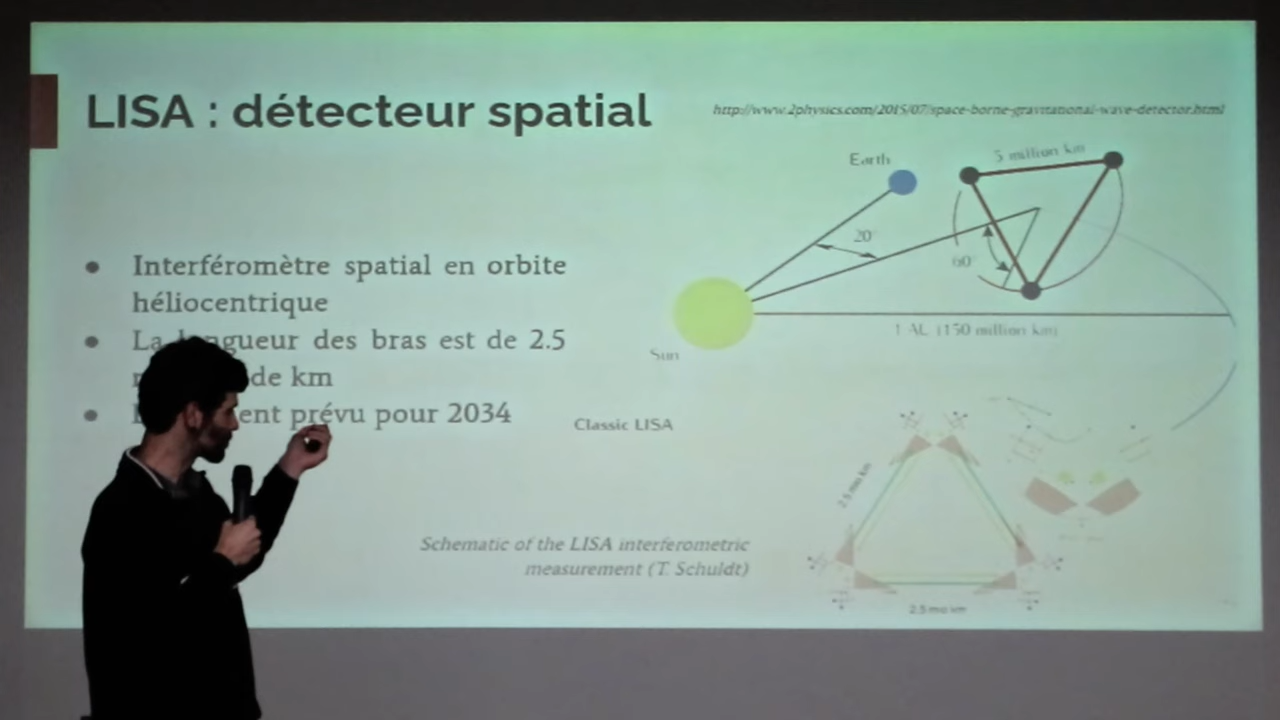 LISA : détecteur spatial
http://www.2physics.com/2015/07/space-borne-gravitational-wave-detector.html
● Interféromètre spatial en orbite
héliocentrique
● La longueur des bras est de 2.5
de km
● prévu pour 2034
Earth
5 million km
20°
60°
1 AU (150 million km)
Sun
Classic LISA
2.5 mio km
Schematic of the LISA interferometric
measurement (T. Schuldt)
2.5 mio km